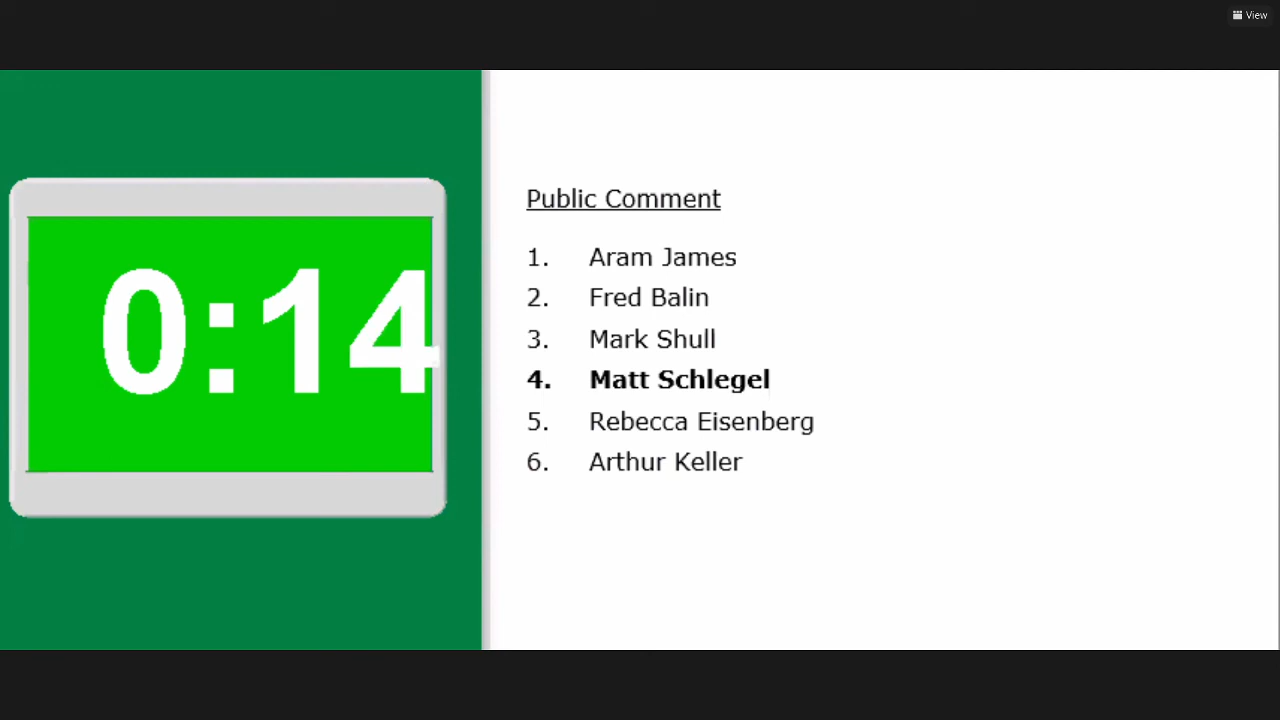 View
0:14
Public Comment
1. Aram James
2. Fred Balin
3. Mark Shull
4. Matt Schlegel
5. Rebecca Eisenberg
6. Arthur Keller